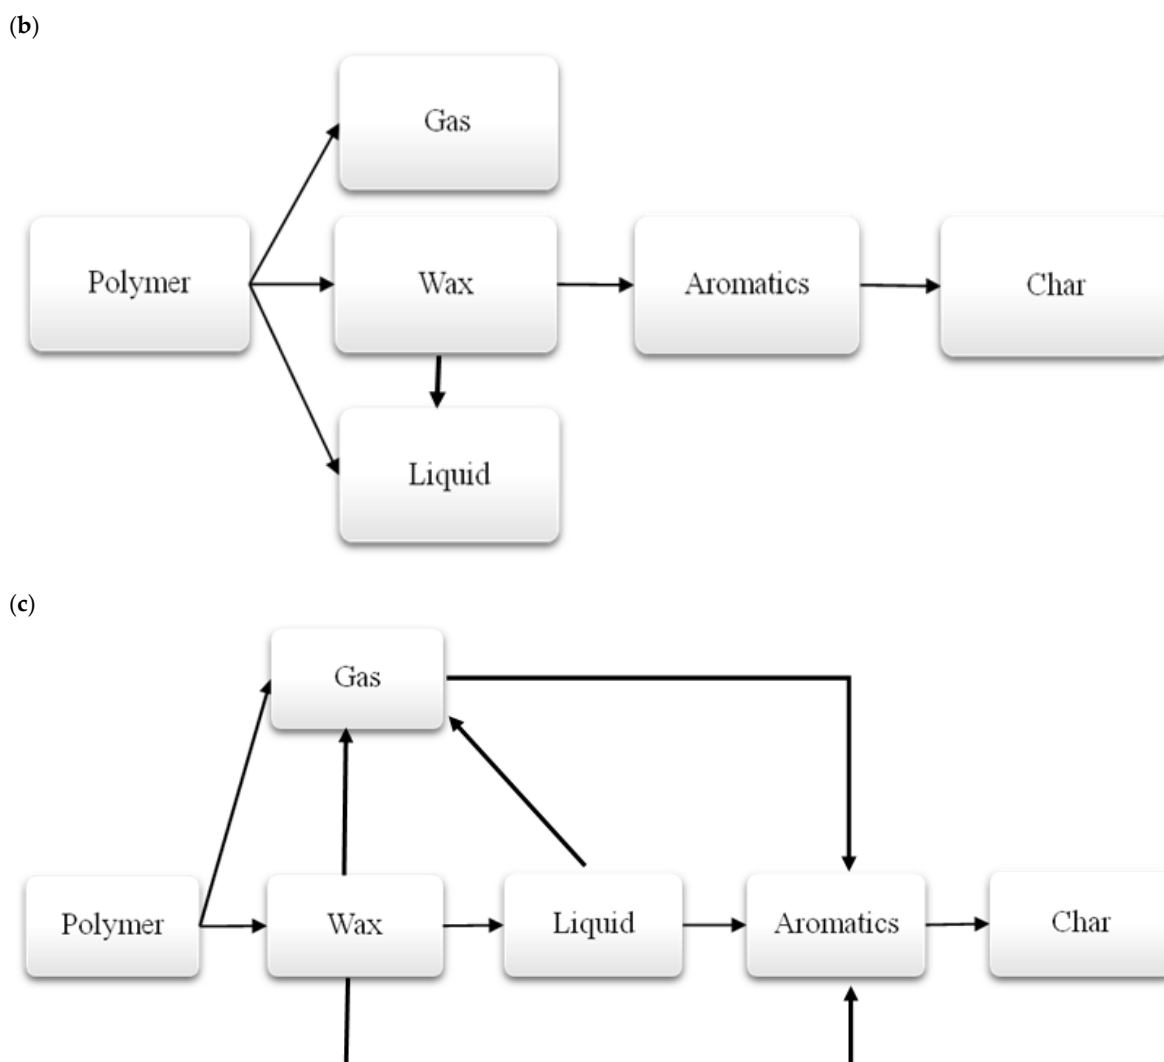 (b)
Gas
Polymer
Wax
Aromatics
Char
Liquid
(c)
Gas
Polymer
Wax
Liquid
Aromatics
Char